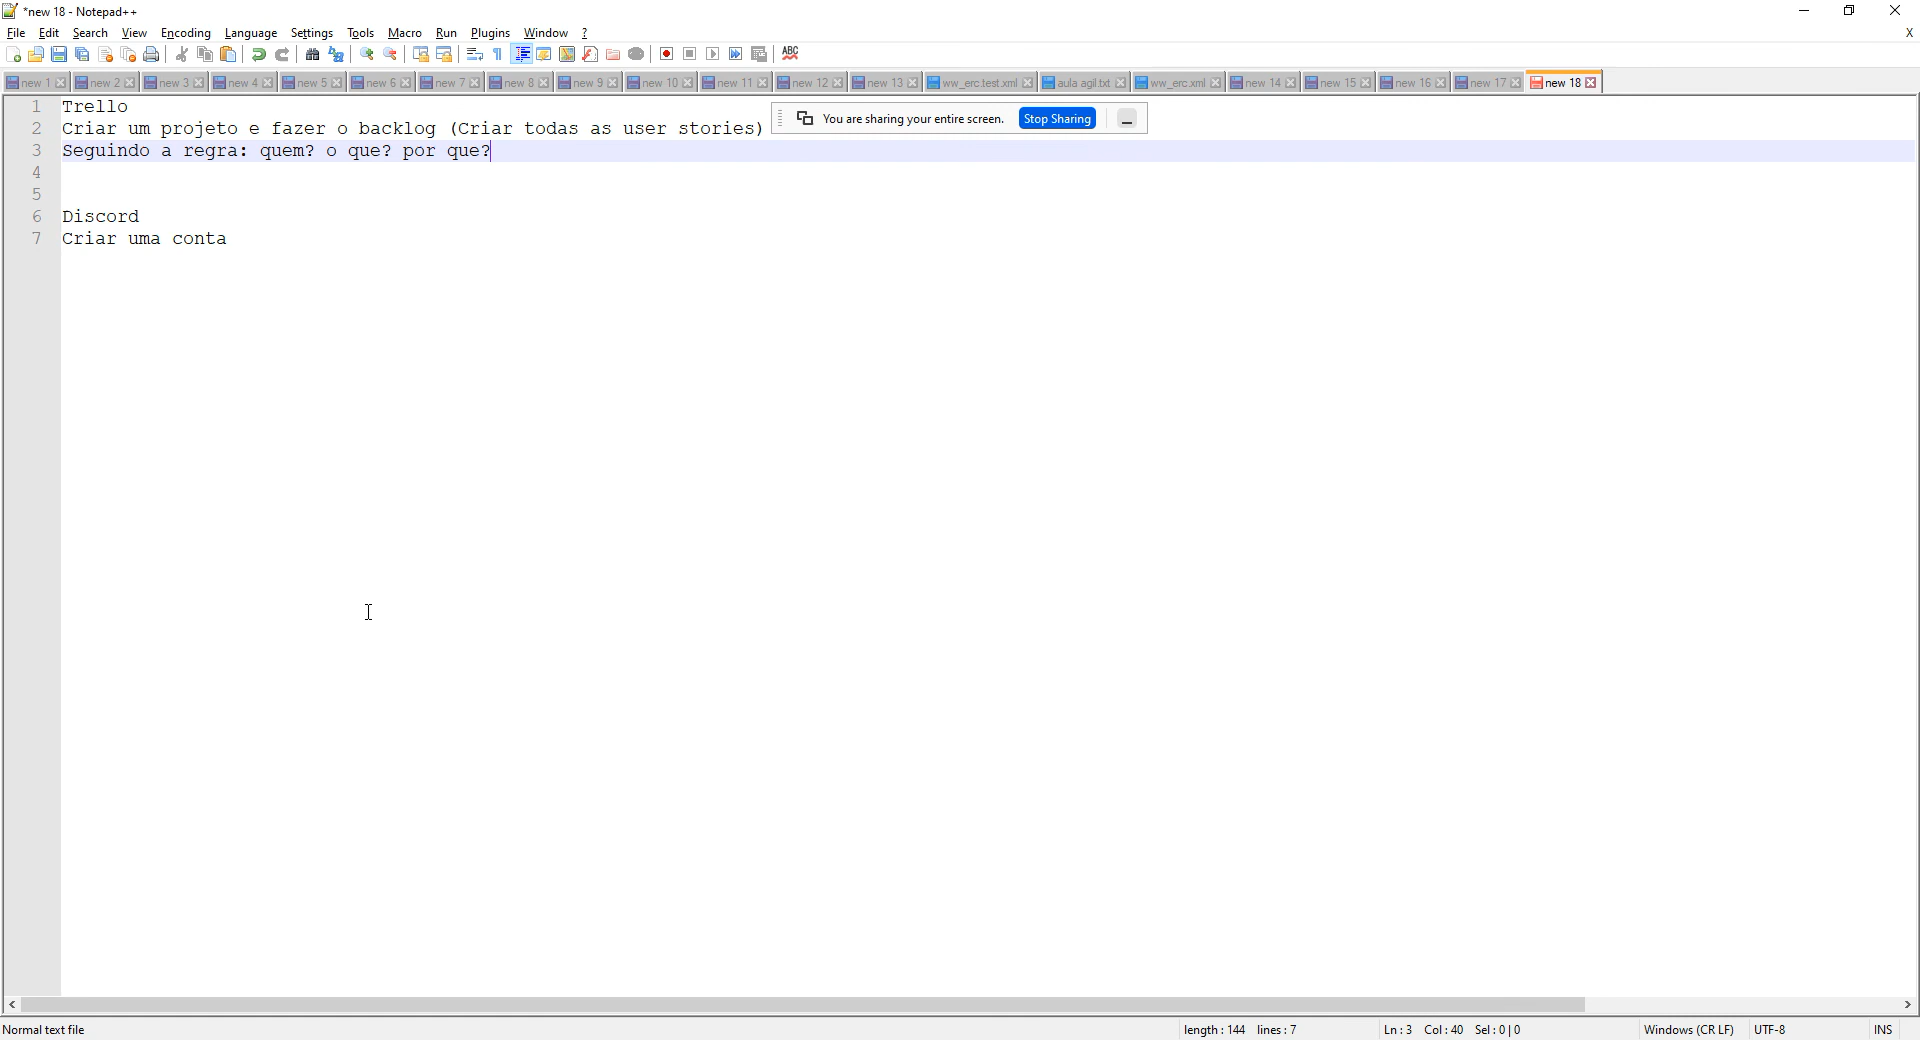 *new 18 - Notepad++
File Edit Search View Encoding Language Settings Tools Macro Run Plugins Window ? X
ABC
new 1 new 2 new 3 new 4 new 5 new 6 new 7 new 8 new 9 new 10 new 11 new 12 new 13 ww_erc.test.xml aula agil.txt ww_erc.xml new 14 new 15 new 16 new 17 new 18
1 Trello
You are sharing your entire screen. Stop Sharing
2 Criar um projeto e fazer o backlog (Criar todas as user stories)
3 Seguindo a regra: quem? o que? por que?
4
5
6 Discord
7 Criar uma conta
Normal text file length : 144 lines : 7 Ln : 3 Col : 40 Sel : 0 | 0 Windows (CR LF) UTF-8 INS